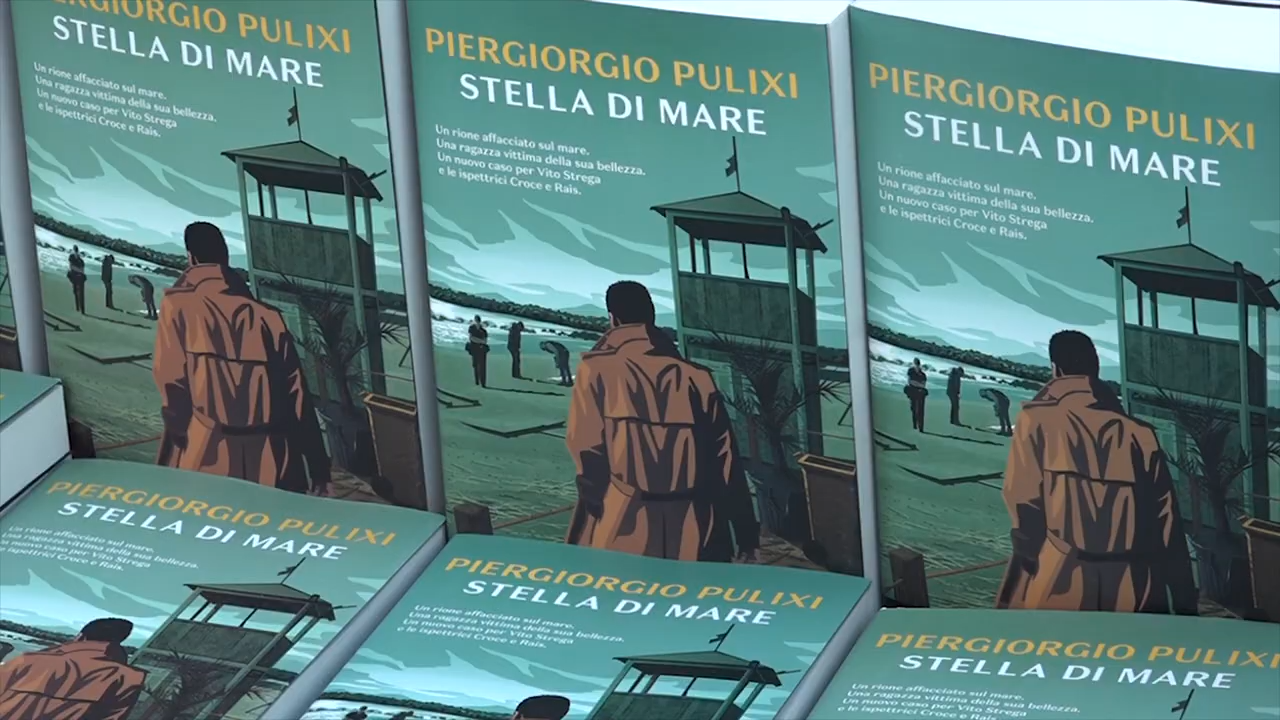 PIERGIORGIO PULIXI
STELLA DI MARE
Un rione affacciato sul mare.
Una ragazza vittima della sua bellezza.
Un nuovo caso per Vito Strega
e le ispettrici Croce e Rais.
PIERGIORGIO PULIXI
STELLA DI MARE
Un rione affacciato sul mare.
Una ragazza vittima della sua bellezza.
Un nuovo caso per Vito Strega
e le ispettrici Croce e Rais.
PIERGIORGIO PULIXI
STELLA DI MARE
Un rione affacciato sul mare.
Una ragazza vittima della sua bellezza.
Un nuovo caso per Vito Strega
e le ispettrici Croce e Rais.
PIERGIORGIO PULIXI
STELLA DI MARE
Un rione affacciato sul mare.
Una ragazza vittima della sua bellezza.
Un nuovo caso per Vito Strega
e le ispettrici Croce e Rais.
PIERGIORGIO PULIXI
STELLA DI MARE
Un rione affacciato sul mare.
Una ragazza vittima della sua bellezza.
Un nuovo caso per Vito Strega
e le ispettrici Croce e Rais.
PIERGIORGIO PULIXI
STELLA DI MARE
Un rione affacciato sul mare.
Una ragazza vittima della sua bellezza.
Un nuovo caso per Vito Strega